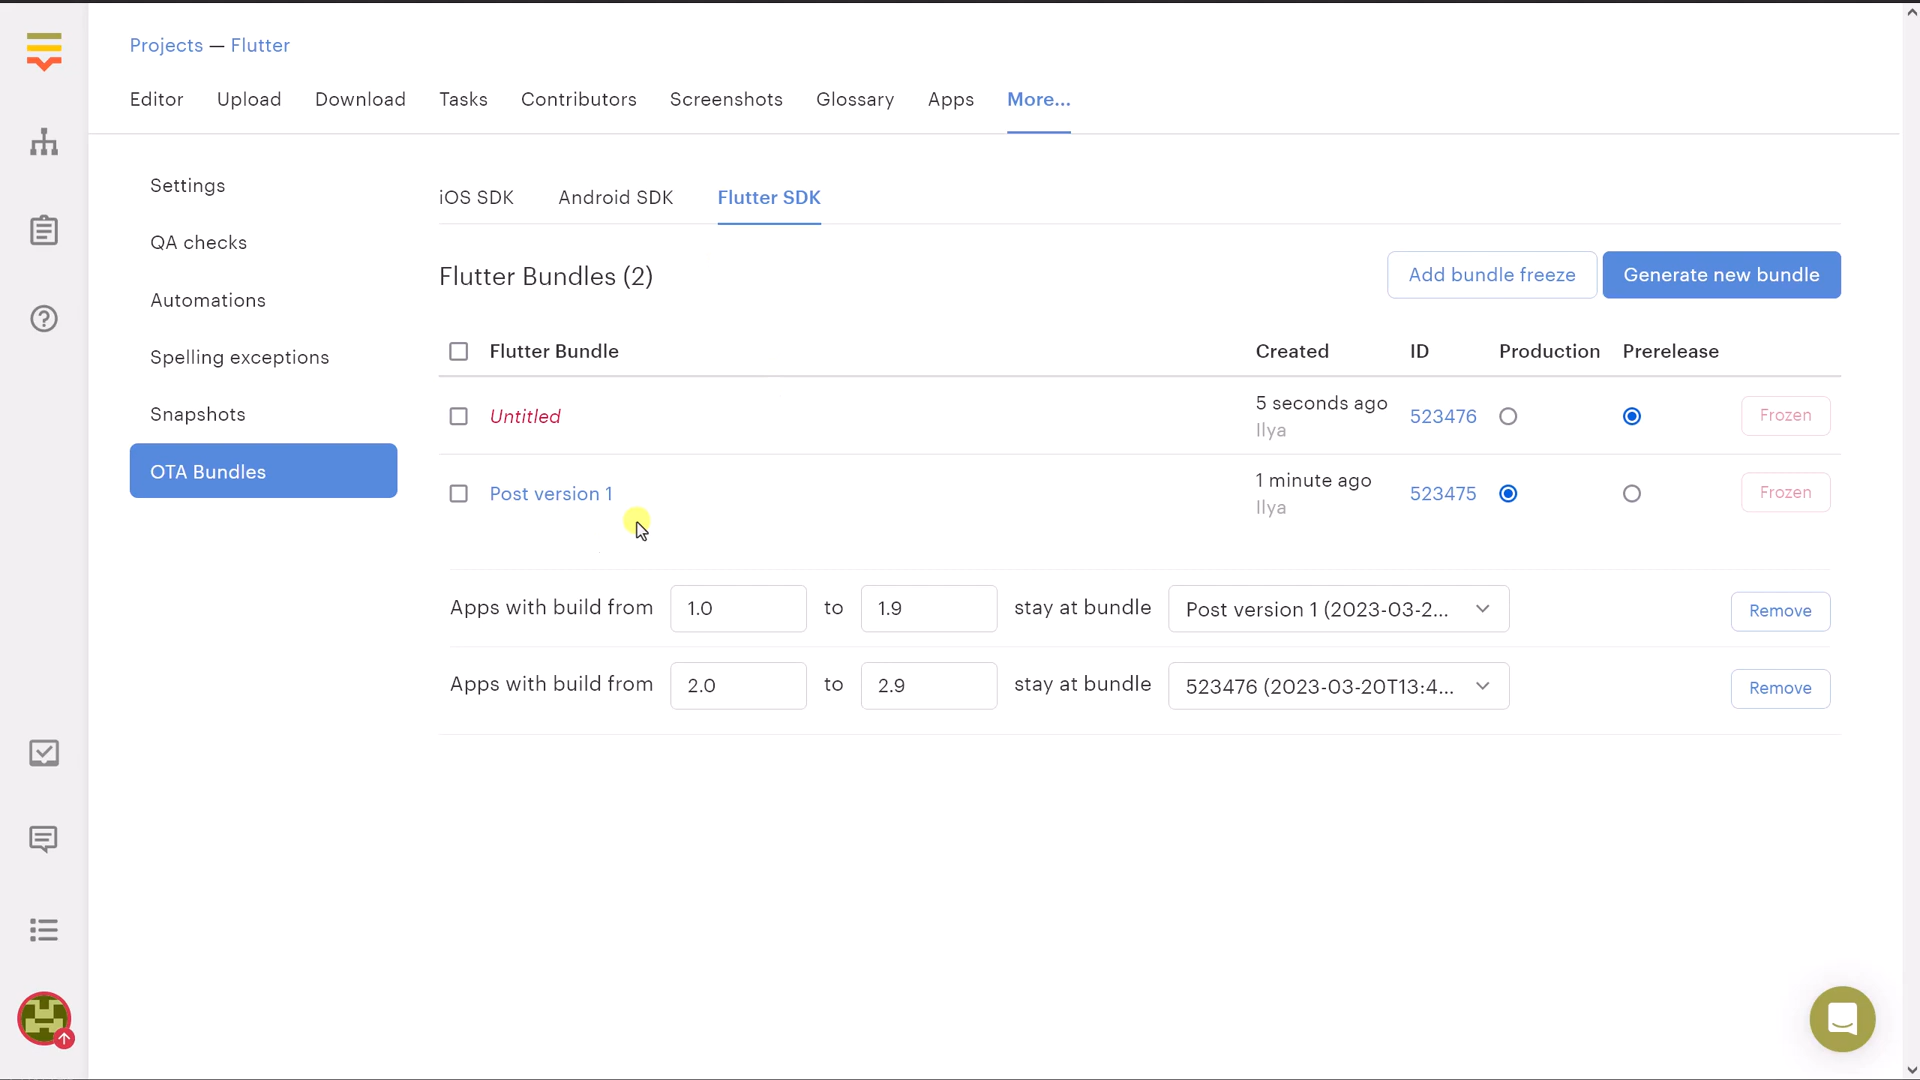 Projects — Flutter
Editor Upload Download Tasks Contributors Screenshots Glossary Apps More...
Settings
QA checks
Automations
Spelling exceptions
Snapshots
OTA Bundles
iOS SDK Android SDK Flutter SDK
Flutter Bundles (2)
Add bundle freeze Generate new bundle
Flutter Bundle Created ID Production Prerelease
Untitled 5 seconds ago 523476 Frozen
Ilya
Post version 1 1 minute ago 523475 Frozen
Ilya
Apps with build from 1.0 to 1.9 stay at bundle Post version 1 (2023-03-2... Remove
Apps with build from 2.0 to 2.9 stay at bundle 523476 (2023-03-20T13:4... Remove